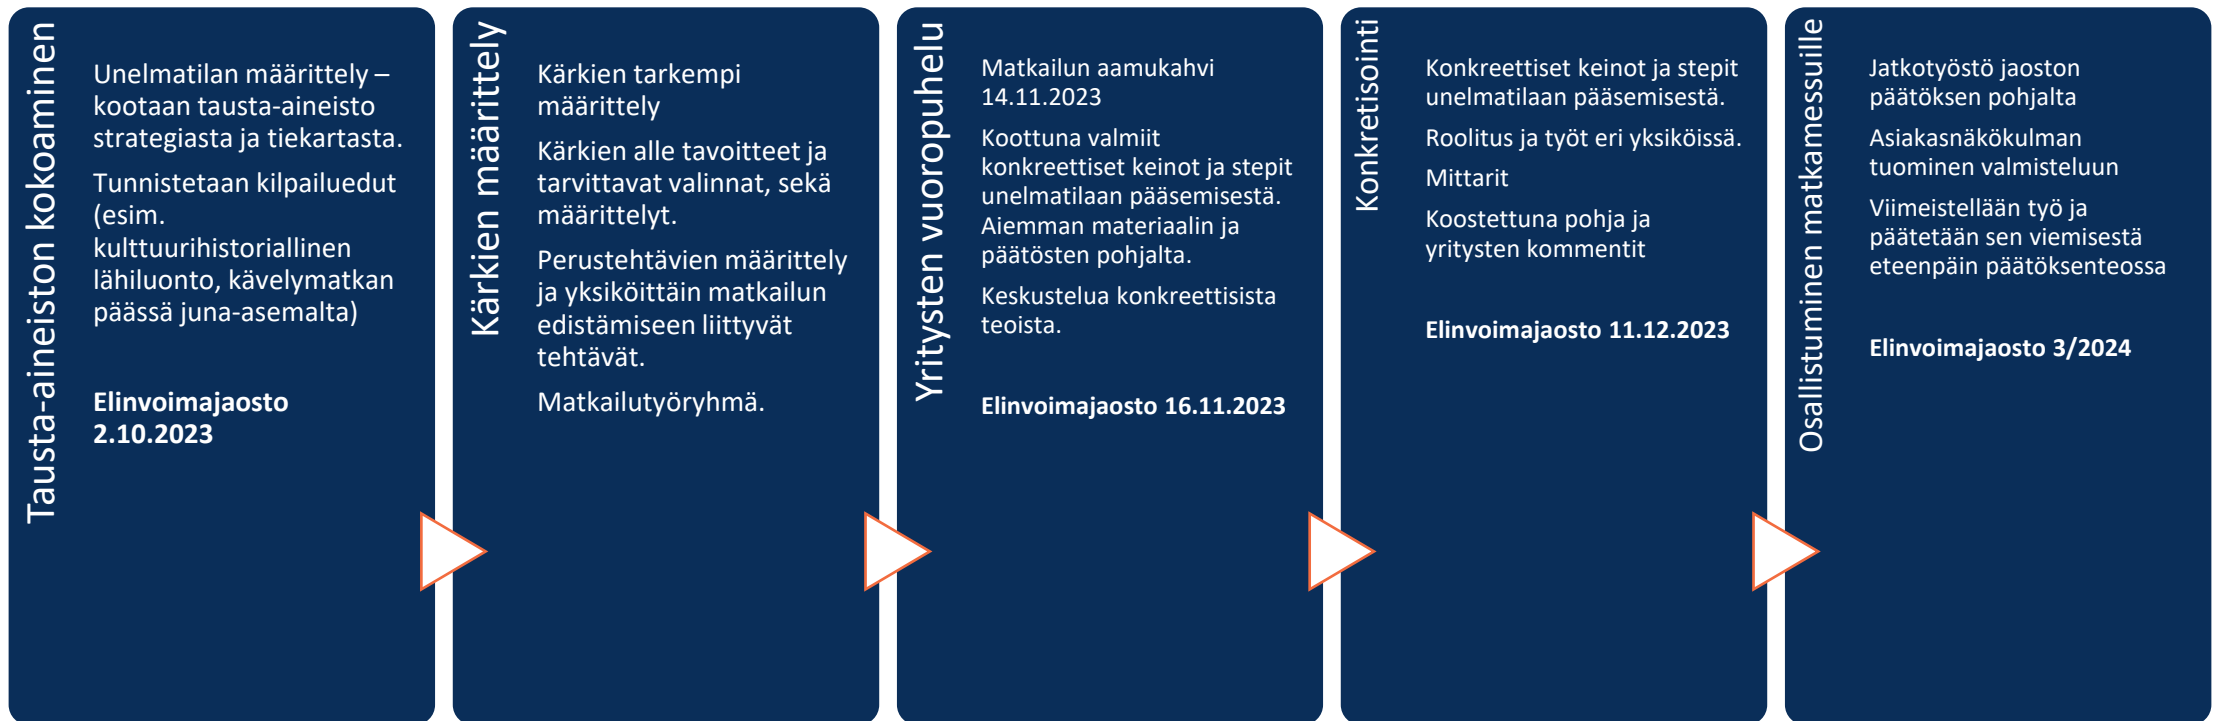 Tausta-aineiston kokoaminen
Unelmatilan määrittely –
kootaan tausta-aineisto
strategiasta ja tiekartasta.
Tunnistetaan kilpailuedut
(esim.
kulttuurihistoriallinen
lähiluonto, kävelymatkan
päässä juna-asemalta)
Elinvoimajaosto
2.10.2023
Kärkien määrittely
Kärkien tarkempi
määrittely
Kärkien alle tavoitteet ja
tarvittavat valinnat, sekä
määrittelyt.
Perustehtävien määrittely
ja yksiköittäin matkailun
edistämiseen liittyvät
tehtävät.
Matkailutyöryhmä.
Yritysten vuoropuhelu
Matkailun aamukahvi
14.11.2023
Koottuna valmiit
konkreettiset keinot ja stepit
unelmatilaan pääsemisestä.
Aiemman materiaalin ja
päätösten pohjalta.
Keskustelua konkreettisista
teoista.
Elinvoimajaosto 16.11.2023
Konkretisointi
Konkreettiset keinot ja stepit
unelmatilaan pääsemisestä.
Roolitus ja työt eri yksiköissä.
Mittarit
Koostettuna pohja ja
yritysten kommentit
Elinvoimajaosto 11.12.2023
Osallistuminen matkamessuille
Jatkotyöstö jaoston
päätöksen pohjalta
Asiakasnäkökulman
tuominen valmisteluun
Viimeistellään työ ja
päätetään sen viemisestä
eteenpäin päätöksenteossa
Elinvoimajaosto 3/2024